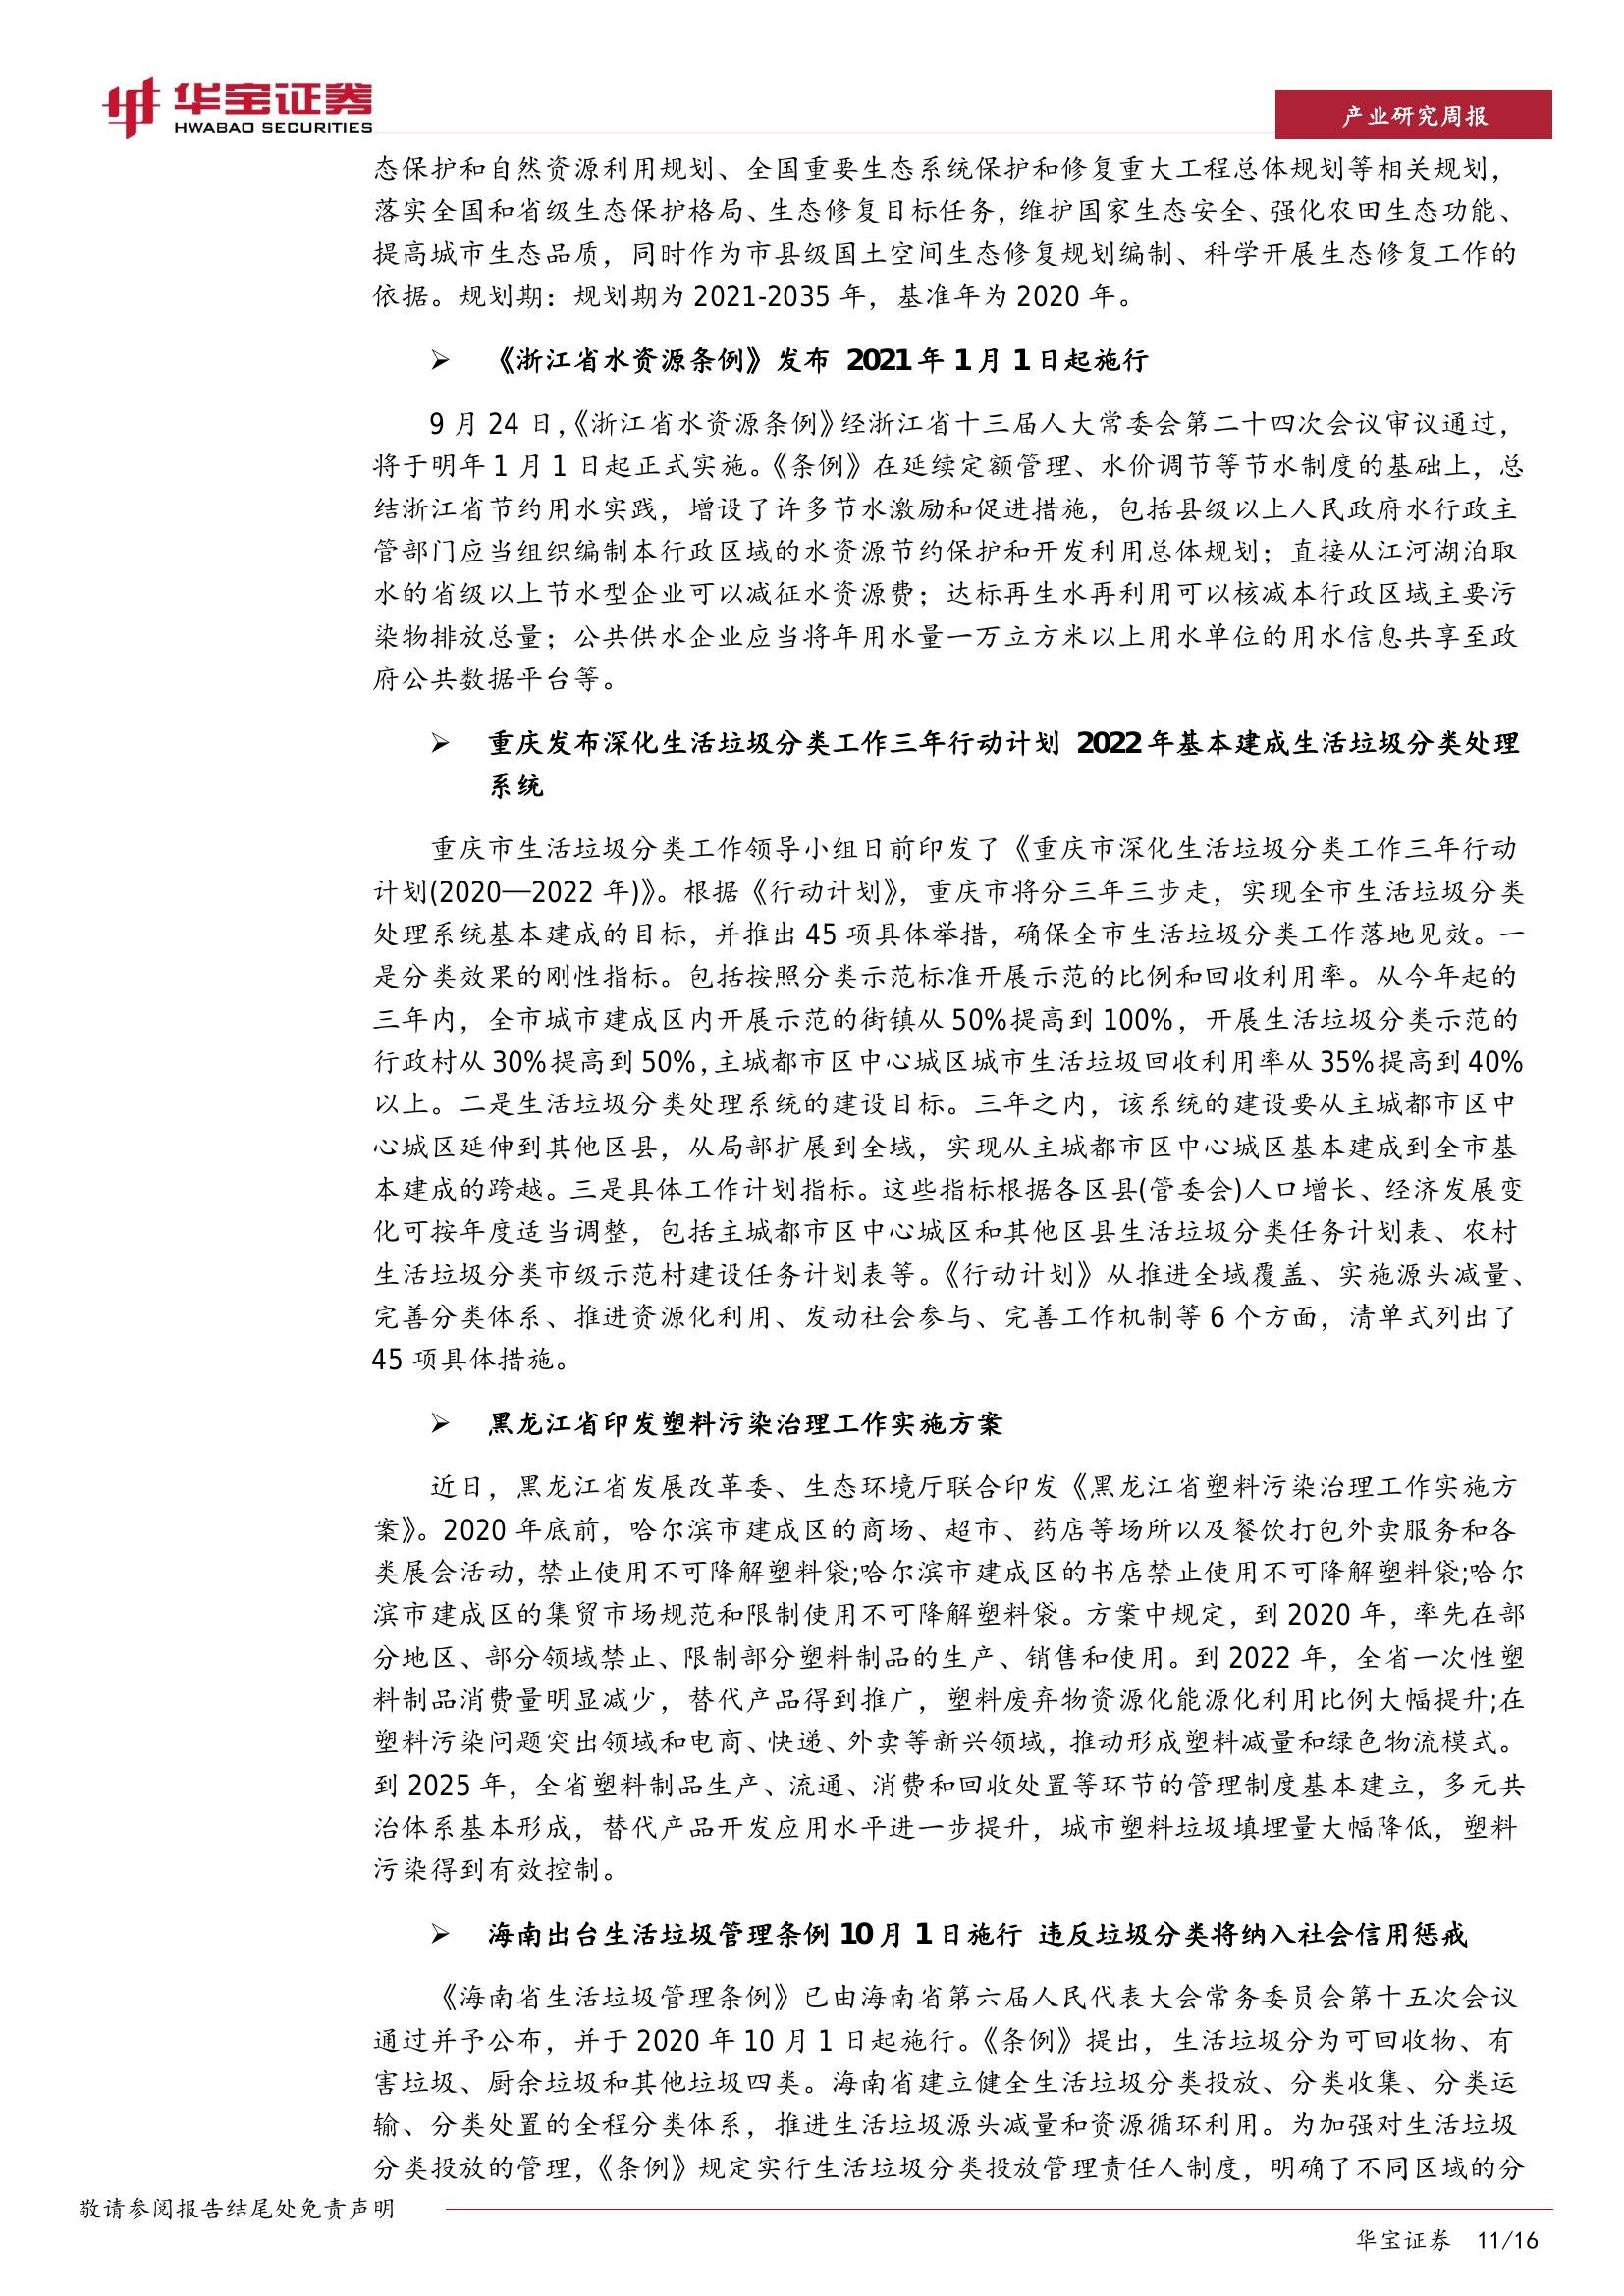 华宝证券
HWABAO SECURITIES
产业研究周报
态保护和自然资源利用规划、全国重要生态系统保护和修复重大工程总体规划等相关规划，
落实全国和省级生态保护格局、生态修复目标任务，维护国家生态安全、强化农田生态功能、
提高城市生态品质，同时作为市县级国土空间生态修复规划编制、科学开展生态修复工作的
依据。规划期：规划期为 2021-2035 年，基准年为 2020 年。
➢ 《浙江省水资源条例》发布 2021 年 1 月 1 日起施行
9 月 24 日，《浙江省水资源条例》经浙江省十三届人大常委会第二十四次会议审议通过，
将于明年 1 月 1 日起正式实施。《条例》在延续定额管理、水价调节等节水制度的基础上，总
结浙江省节约用水实践，增设了许多节水激励和促进措施，包括县级以上人民政府水行政主
管部门应当组织编制本行政区域的水资源节约保护和开发利用总体规划；直接从江河湖泊取
水的省级以上节水型企业可以减征水资源费；达标再生水再利用可以核减本行政区域主要污
染物排放总量；公共供水企业应当将年用水量一万立方米以上用水单位的用水信息共享至政
府公共数据平台等。
➢ 重庆发布深化生活垃圾分类工作三年行动计划 2022 年基本建成生活垃圾分类处理
系统
重庆市生活垃圾分类工作领导小组日前印发了《重庆市深化生活垃圾分类工作三年行动
计划(2020—2022 年)》。根据《行动计划》，重庆市将分三年三步走，实现全市生活垃圾分类
处理系统基本建成的目标，并推出 45 项具体举措，确保全市生活垃圾分类工作落地见效。一
是分类效果的刚性指标。包括按照分类示范标准开展示范的比例和回收利用率。从今年起的
三年内，全市城市建成区内开展示范的街镇从 50%提高到 100%，开展生活垃圾分类示范的
行政村从 30%提高到 50%，主城都市区中心城区城市生活垃圾回收利用率从 35%提高到 40%
以上。二是生活垃圾分类处理系统的建设目标。三年之内，该系统的建设要从主城都市区中
心城区延伸到其他区县，从局部扩展到全域，实现从主城都市区中心城区基本建成到全市基
本建成的跨越。三是具体工作计划指标。这些指标根据各区县(管委会)人口增长、经济发展变
化可按年度适当调整，包括主城都市区中心城区和其他区县生活垃圾分类任务计划表、农村
生活垃圾分类市级示范村建设任务计划表等。《行动计划》从推进全域覆盖、实施源头减量、
完善分类体系、推进资源化利用、发动社会参与、完善工作机制等 6 个方面，清单式列出了
45 项具体措施。
➢ 黑龙江省印发塑料污染治理工作实施方案
近日，黑龙江省发展改革委、生态环境厅联合印发《黑龙江省塑料污染治理工作实施方
案》。2020 年底前，哈尔滨市建成区的商场、超市、药店等场所以及餐饮打包外卖服务和各
类展会活动，禁止使用不可降解塑料袋;哈尔滨市建成区的书店禁止使用不可降解塑料袋;哈尔
滨市建成区的集贸市场规范和限制使用不可降解塑料袋。方案中规定，到 2020 年，率先在部
分地区、部分领域禁止、限制部分塑料制品的生产、销售和使用。到 2022 年，全省一次性塑
料制品消费量明显减少，替代产品得到推广，塑料废弃物资源化能源化利用比例大幅提升;在
塑料污染问题突出领域和电商、快递、外卖等新兴领域，推动形成塑料减量和绿色物流模式。
到 2025 年，全省塑料制品生产、流通、消费和回收处置等环节的管理制度基本建立，多元共
治体系基本形成，替代产品开发应用水平进一步提升，城市塑料垃圾填埋量大幅降低，塑料
污染得到有效控制。
➢ 海南出台生活垃圾管理条例 10 月 1 日施行 违反垃圾分类将纳入社会信用惩戒
《海南省生活垃圾管理条例》已由海南省第六届人民代表大会常务委员会第十五次会议
通过并予公布，并于 2020 年 10 月 1 日起施行。《条例》提出，生活垃圾分为可回收物、有
害垃圾、厨余垃圾和其他垃圾四类。海南省建立健全生活垃圾分类投放、分类收集、分类运
输、分类处置的全程分类体系，推进生活垃圾源头减量和资源循环利用。为加强对生活垃圾
分类投放的管理，《条例》规定实行生活垃圾分类投放管理责任人制度，明确了不同区域的分
敬请参阅报告结尾处免责声明
华宝证券 11/16